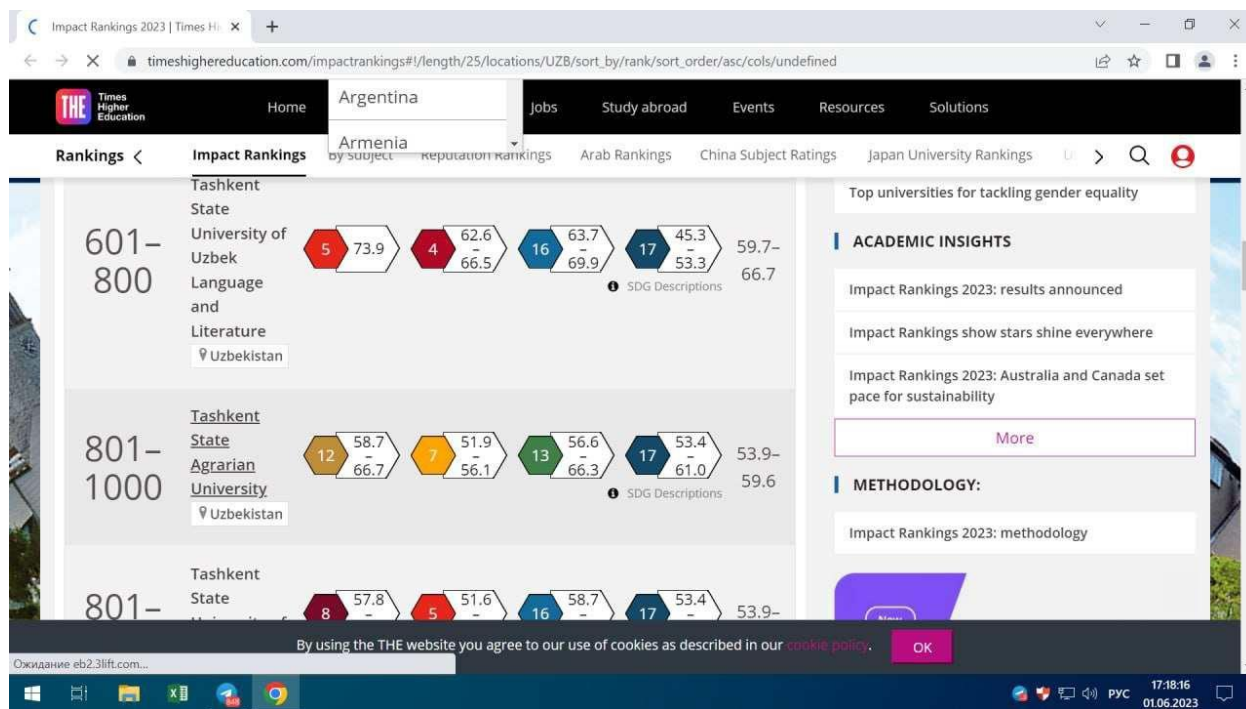 Impact Rankings 2023 | Times Hi
timeshighereducation.com/impactrankings#!/length/25/locations/UZB/sort_by/rank/sort_order/asc/cols/undefined
THE Times
Higher
Education
Home
Argentina
Armenia
Jobs
Study abroad
Events
Resources
Solutions
Rankings
Impact Rankings
By subject
Reputation Rankings
Arab Rankings
China Subject Ratings
Japan University Rankings
601–
800
Tashkent
State
University of
Uzbek
Language
and
Literature
Uzbekistan
5 73.9
4 62.6
–
66.5
16 63.7
–
69.9
17 45.3
–
53.3
SDG Descriptions
59.7–
66.7
801–
1000
Tashkent
State
Agrarian
University
Uzbekistan
12 58.7
–
66.7
7 51.9
–
56.1
13 56.6
–
66.3
17 53.4
–
61.0
SDG Descriptions
53.9–
59.6
801–
Tashkent
State
8 57.8
–
5 51.6
–
16 58.7
–
17 53.4
–
53.9–
Top universities for tackling gender equality
ACADEMIC INSIGHTS
Impact Rankings 2023: results announced
Impact Rankings show stars shine everywhere
Impact Rankings 2023: Australia and Canada set
pace for sustainability
More
METHODOLOGY:
Impact Rankings 2023: methodology
New
By using the THE website you agree to our use of cookies as described in our cookie policy.
OK
Ожидание eb2.3lift.com...
РУС
17:18:16
01.06.2023